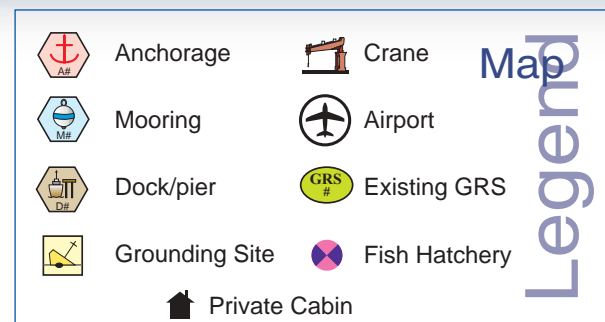 Map
Legend
A#
Anchorage
Crane
M#
Mooring
Airport
D#
Dock/pier
GRS
#
Existing GRS
Grounding Site
Fish Hatchery
Private Cabin